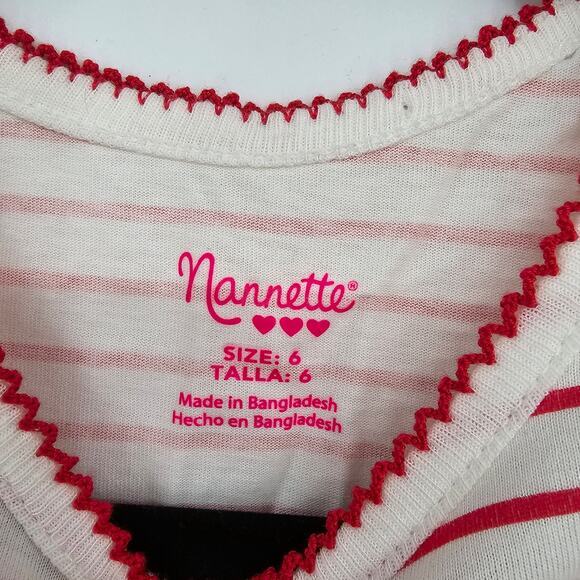 Nannette®
SIZE: 6
TALLA: 6
Made in Bangladesh
Hecho en Bangladesh